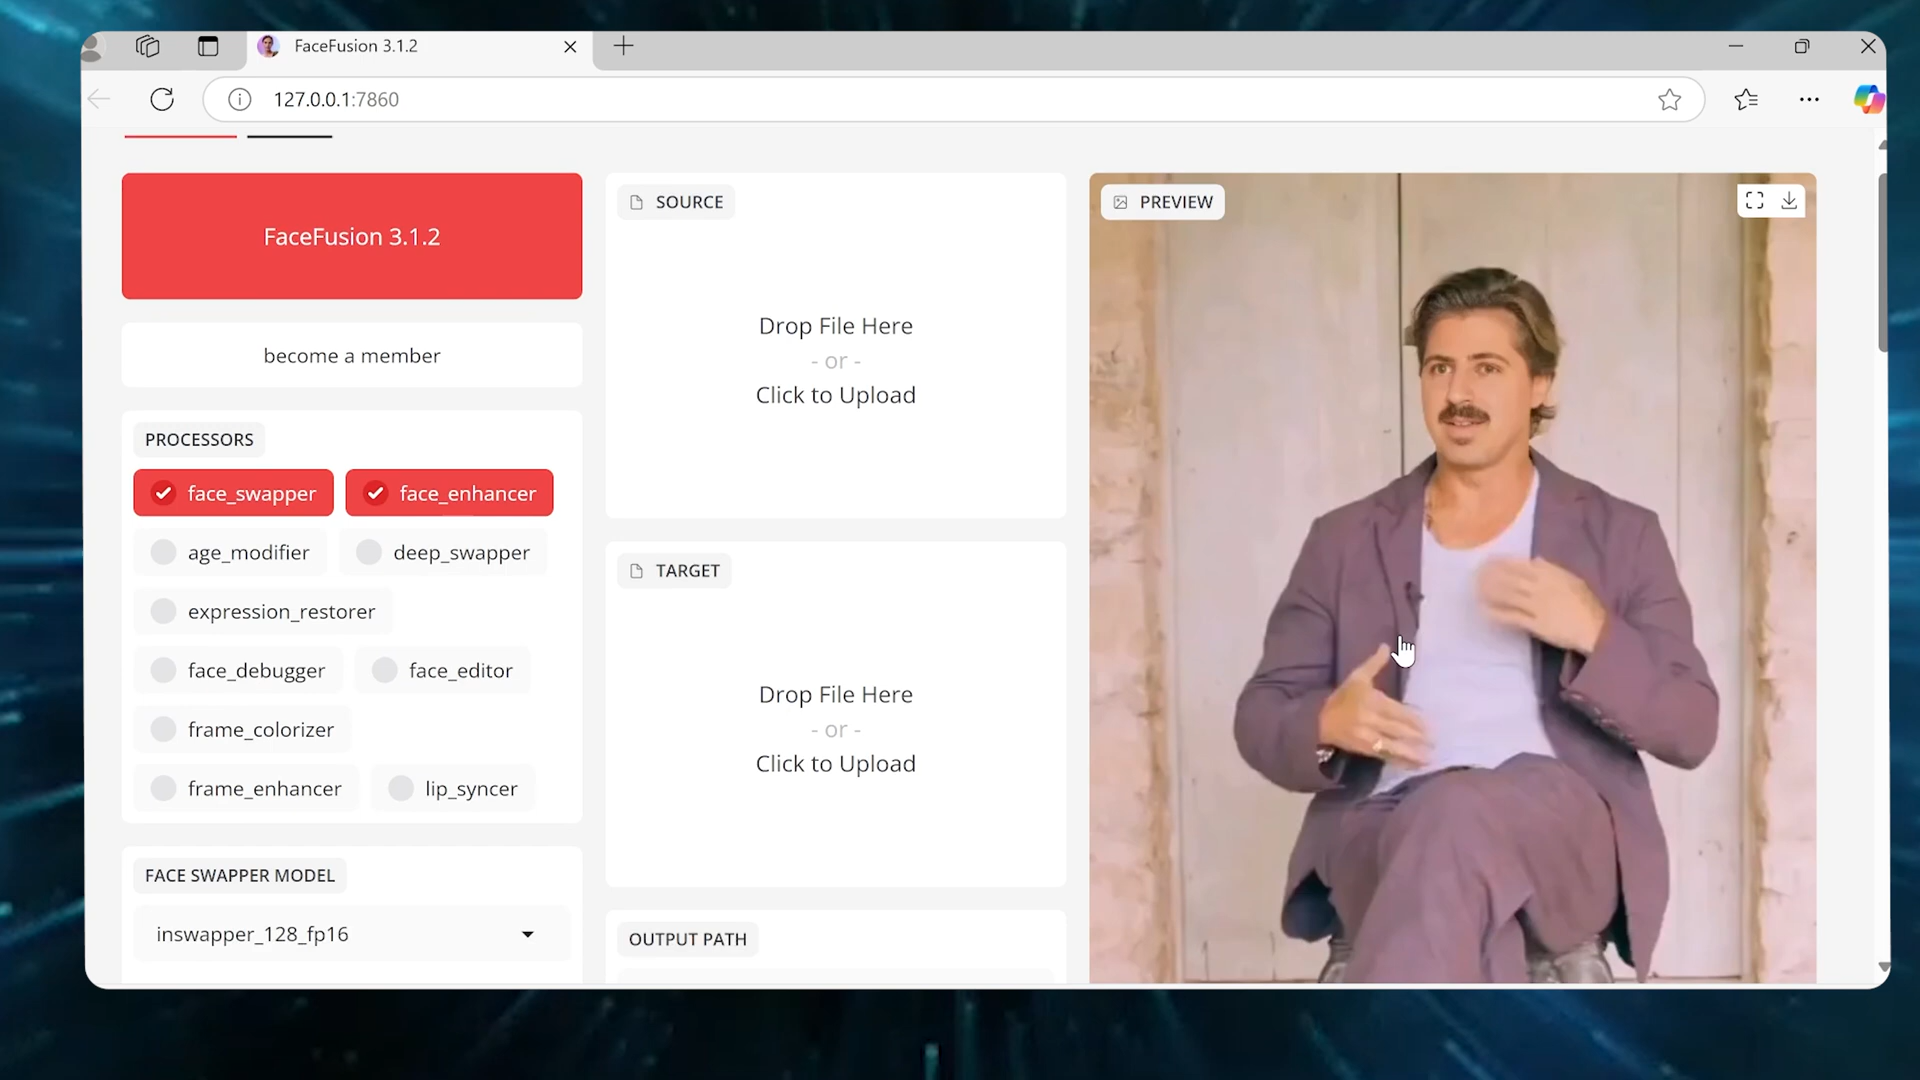 FaceFusion 3.1.2
127.0.0.1:7860
FaceFusion 3.1.2
become a member
PROCESSORS
face_swapper
face_enhancer
age_modifier
deep_swapper
expression_restorer
face_debugger
face_editor
frame_colorizer
frame_enhancer
lip_syncer
FACE SWAPPER MODEL
inswapper_128_fp16
SOURCE
Drop File Here
- or -
Click to Upload
TARGET
Drop File Here
- or -
Click to Upload
OUTPUT PATH
PREVIEW